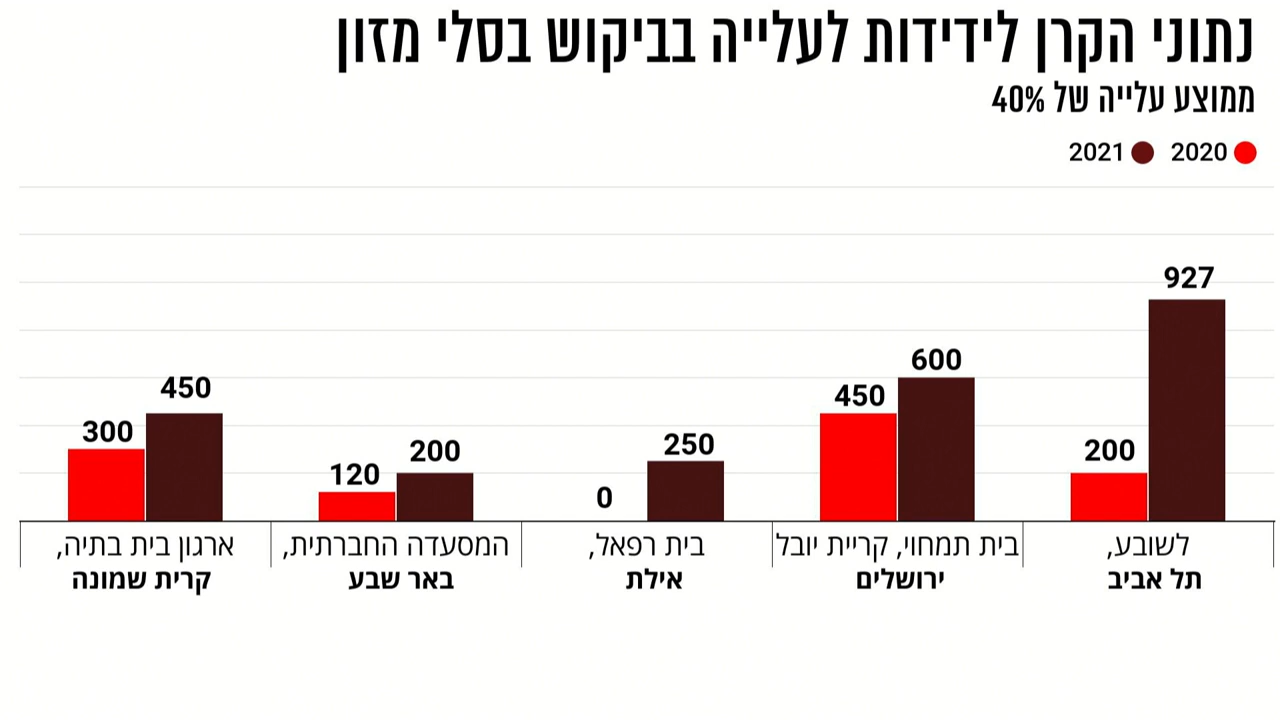 נתוני הקרן לידידות לעלייה בביקוש בסלי מזון
ממוצע עלייה של 40%
2020 2021
927
200
600
450
250
0
200
120
450
300
לשובע,
תל אביב
בית תמחוי, קריית יובל
ירושלים
בית רפאל,
אילת
המסעדה החברתית,
באר שבע
ארגון בית בתיה,
קרית שמונה